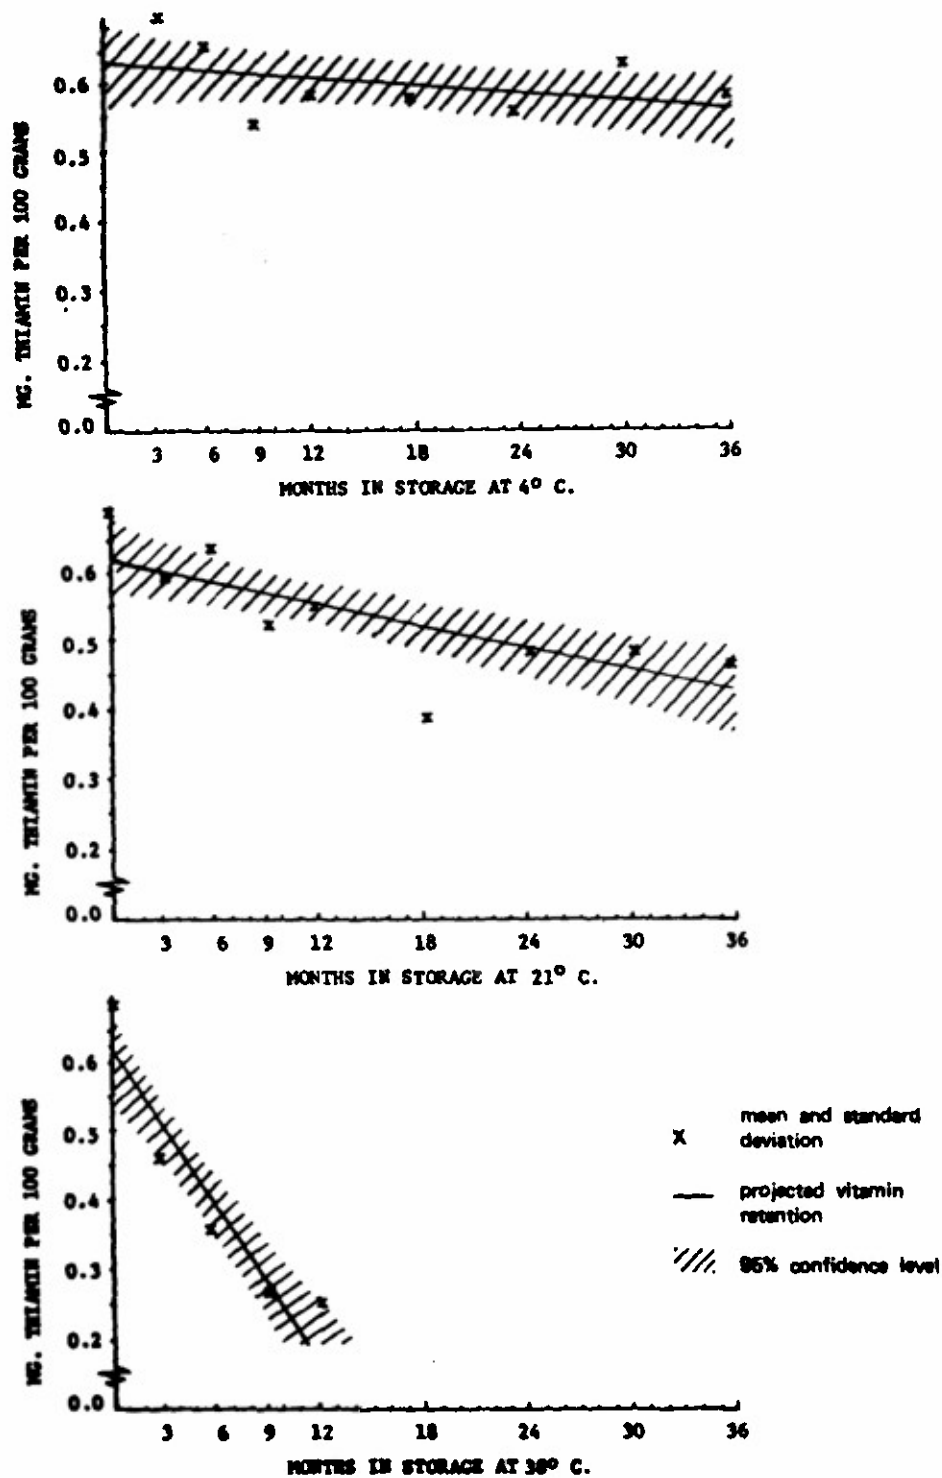 MG. THIAMIN PER 100 GRAMS
0.6
0.5
0.4
0.3
0.2
0.0
3 6 9 12 18 24 30 36
MONTHS IN STORAGE AT 4° C.
MG. THIAMIN PER 100 GRAMS
0.6
0.5
0.4
0.3
0.2
0.0
3 6 9 12 18 24 30 36
MONTHS IN STORAGE AT 21° C.
MG. THIAMIN PER 100 GRAMS
0.6
0.5
0.4
0.3
0.2
0.0
3 6 9 12 18 24 30 36
MONTHS IN STORAGE AT 38° C.
x mean and standard
deviation
projected vitamin
retention
95% confidence level